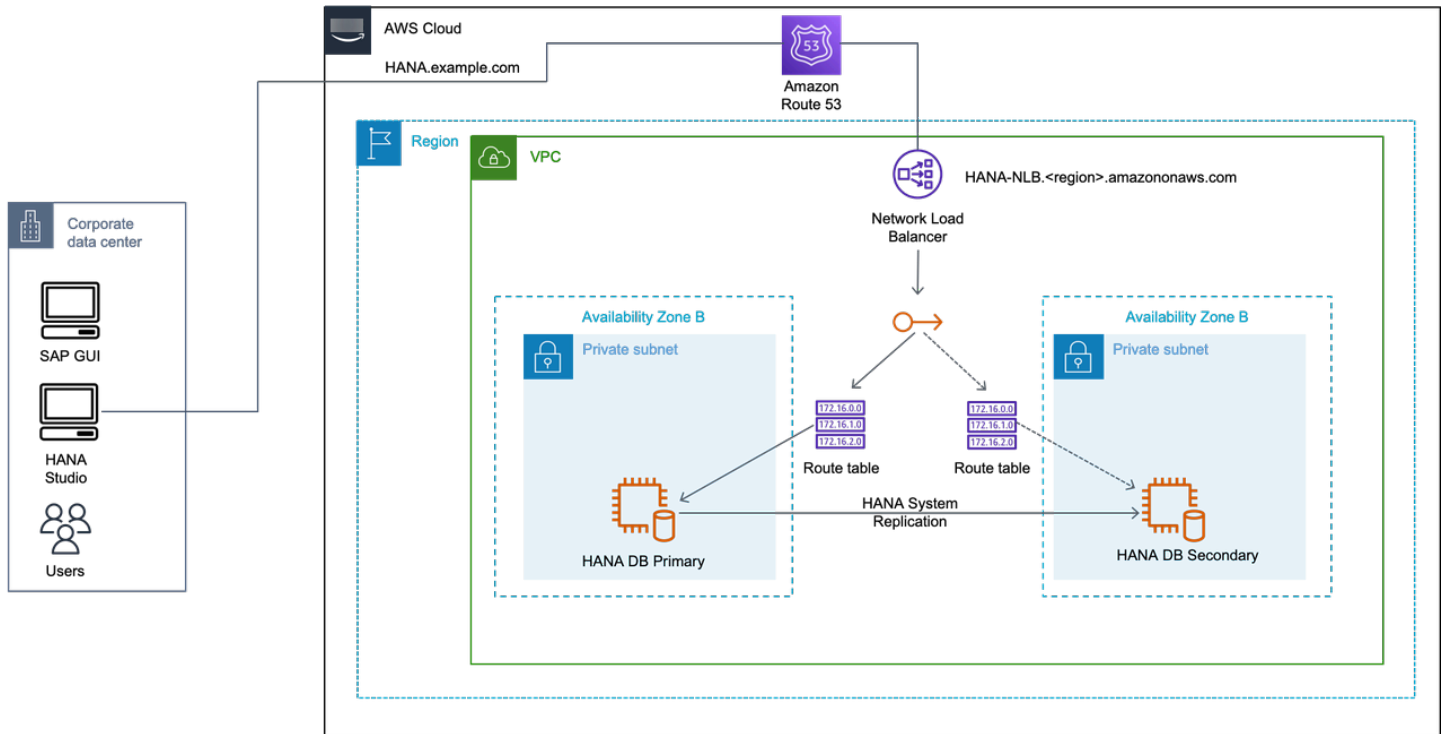 AWS Cloud
HANA.example.com
53
Amazon
Route 53
Region
VPC
HANA-NLB.<region>.amazononaws.com
Network Load
Balancer
Corporate
data center
SAP GUI
HANA
Studio
Users
Availability Zone B
Private subnet
Availability Zone B
Private subnet
172.16.0.0
172.16.1.0
172.16.2.0
Route table
172.16.0.0
172.16.1.0
172.16.2.0
Route table
HANA System
Replication
HANA DB Primary
HANA DB Secondary